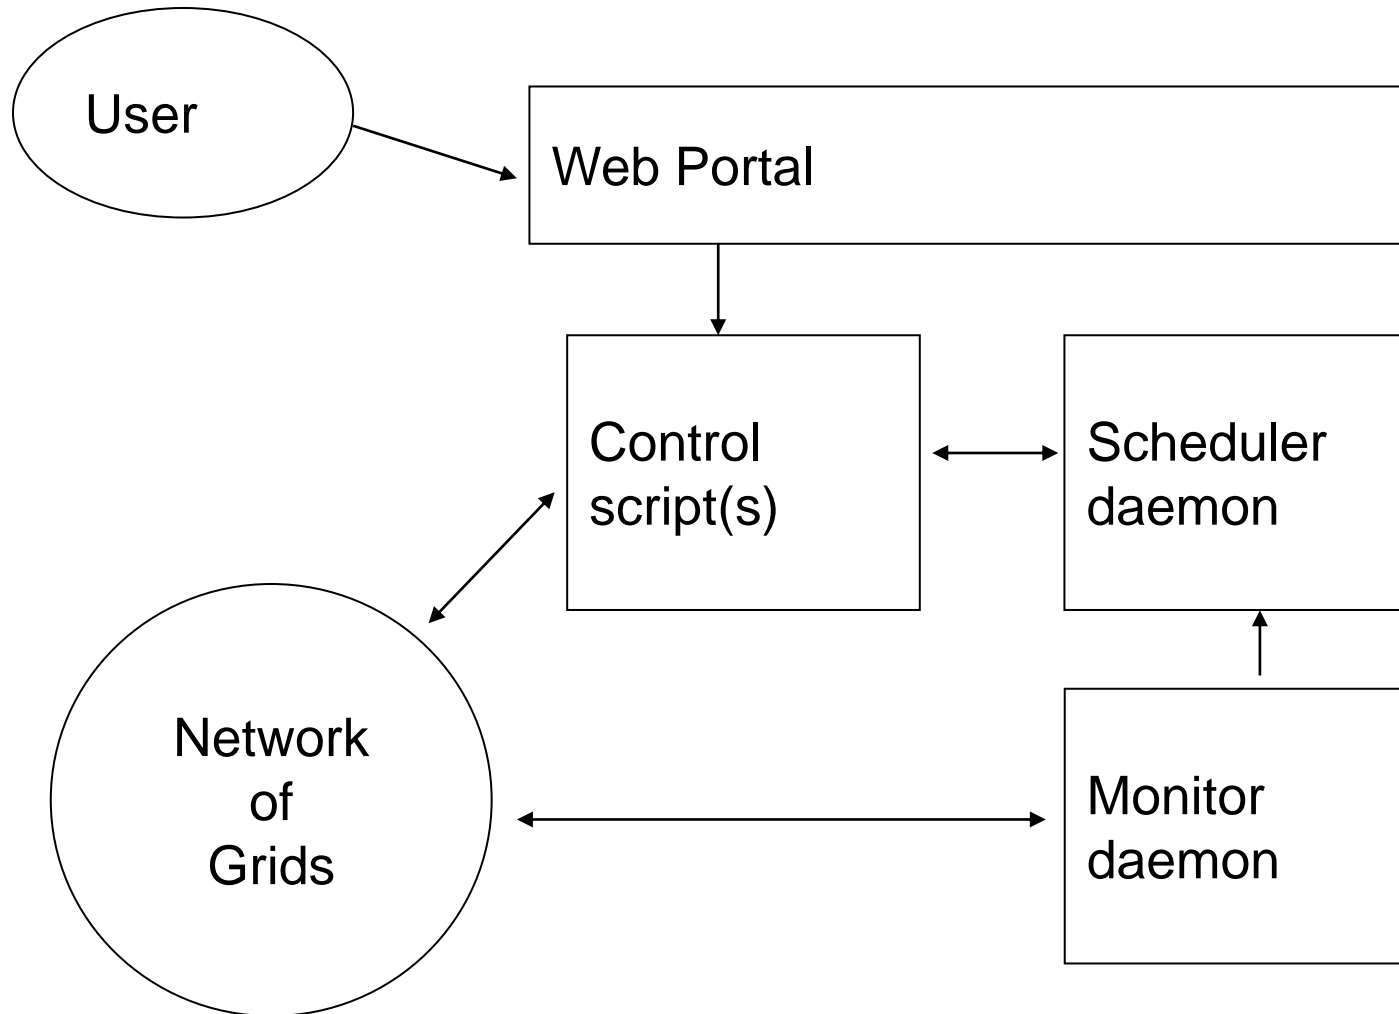 User
Web Portal
Control
script(s)
Scheduler
daemon
Network
of
Grids
Monitor
daemon